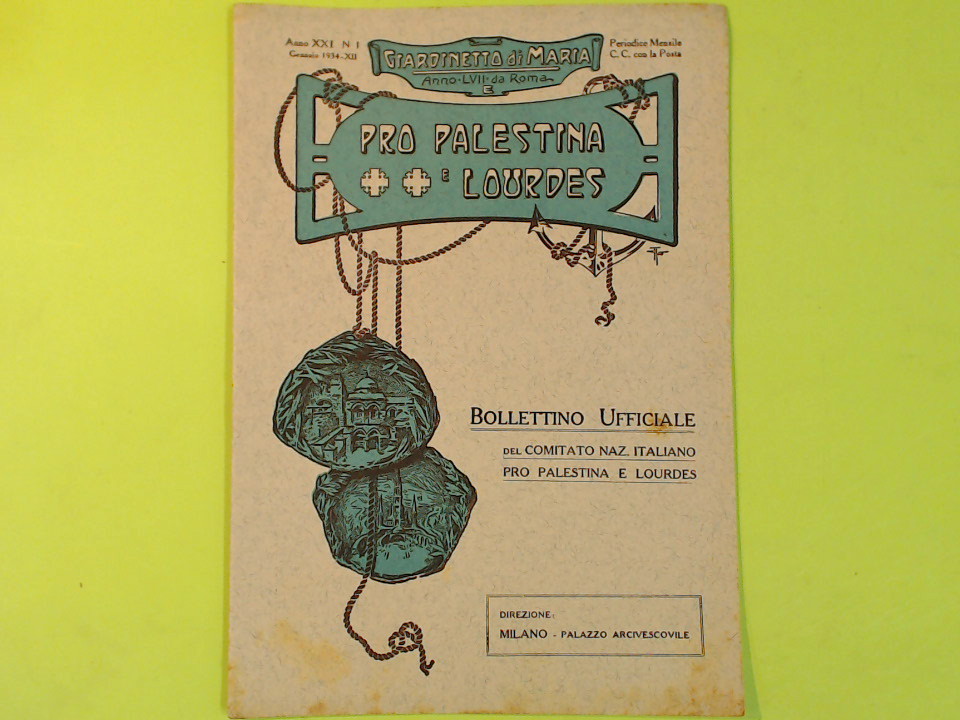 Anno XXI N 1
Gennaio 1934-XII
GIARDINETTO di MARIA
Anno·LVII·da Roma
E
Periodico Mensile
C. C. con la Posta
PRO PALESTINA
E LOURDES
BOLLETTINO UFFICIALE
DEL COMITATO NAZ. ITALIANO
PRO PALESTINA E LOURDES
DIREZIONE:
MILANO - PALAZZO ARCIVESCOVILE